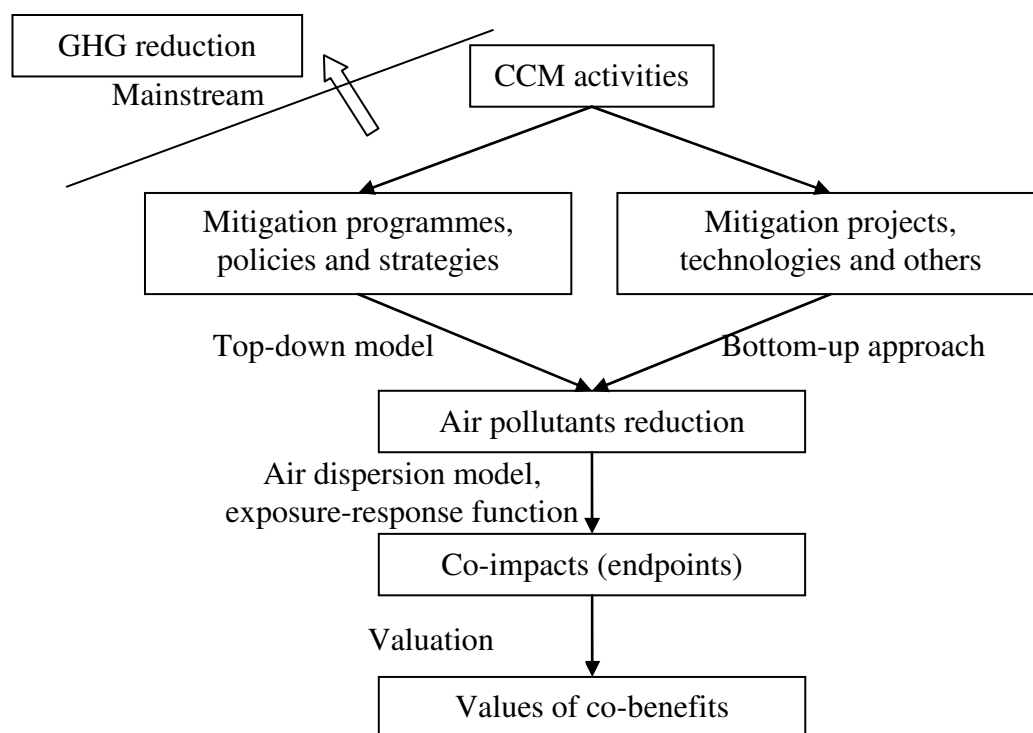 GHG reduction
Mainstream
CCM activities
Mitigation programmes,
policies and strategies
Mitigation projects,
technologies and others
Top-down model
Bottom-up approach
Air pollutants reduction
Air dispersion model,
exposure-response function
Co-impacts (endpoints)
Valuation
Values of co-benefits